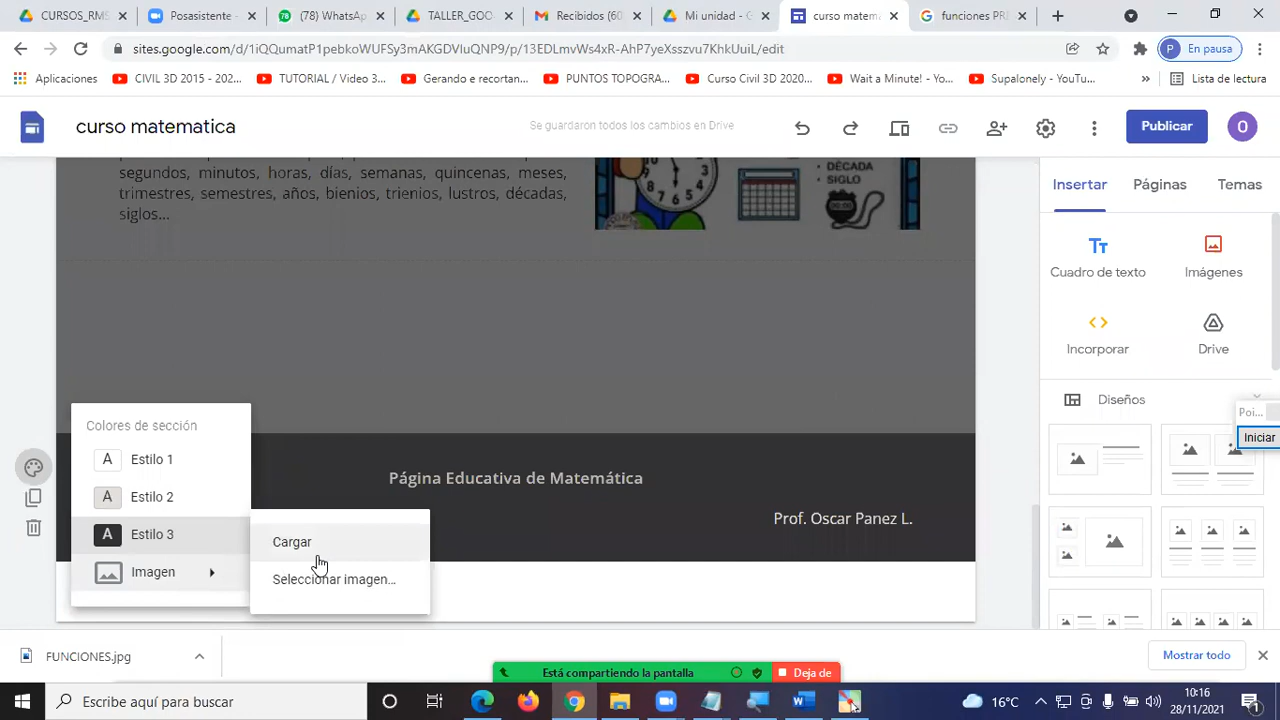 CURSOS_
Posasistente -
(78) WhatsApp
TALLER_GOO
Recibidos (60
Mi unidad - G
curso matema
funciones PR
sites.google.com/d/1iQQumatP1pebkoWUFSy3mAKGDVluQNP9/p/13EDLmvWs4xR-AhP7yeXsszvu7KhkUuiL/edit
En pausa
Aplicaciones
CIVIL 3D 2015 - 202...
TUTORIAL / Video 3...
Gerando e recortan...
PUNTOS TOPOGRA...
Curso Civil 3D 2020...
Wait a Minute! - Yo...
Supalonely - YouTu...
»
Lista de lectura
curso matematica
Se guardaron todos los cambios en Drive
Publicar
O
segundos, minutos, horas, días, semanas, quincenas, meses,
trimestres, semestres, años, bienios, trienios, lustros, décadas,
siglos...
• DÉCADA
• SIGLO
Insertar
Páginas
Temas
Cuadro de texto
Imágenes
Incorporar
Drive
Diseños
Poi...
Iniciar
Colores de sección
A Estilo 1
A Estilo 2
A Estilo 3
Imagen
Cargar
Seleccionar imagen...
Página Educativa de Matemática
Prof. Oscar Panez L.
FUNCIONES.jpg
Mostrar todo
Está compartiendo la pantalla
Deja de
Escribe aquí para buscar
16°C
10:16
28/11/2021